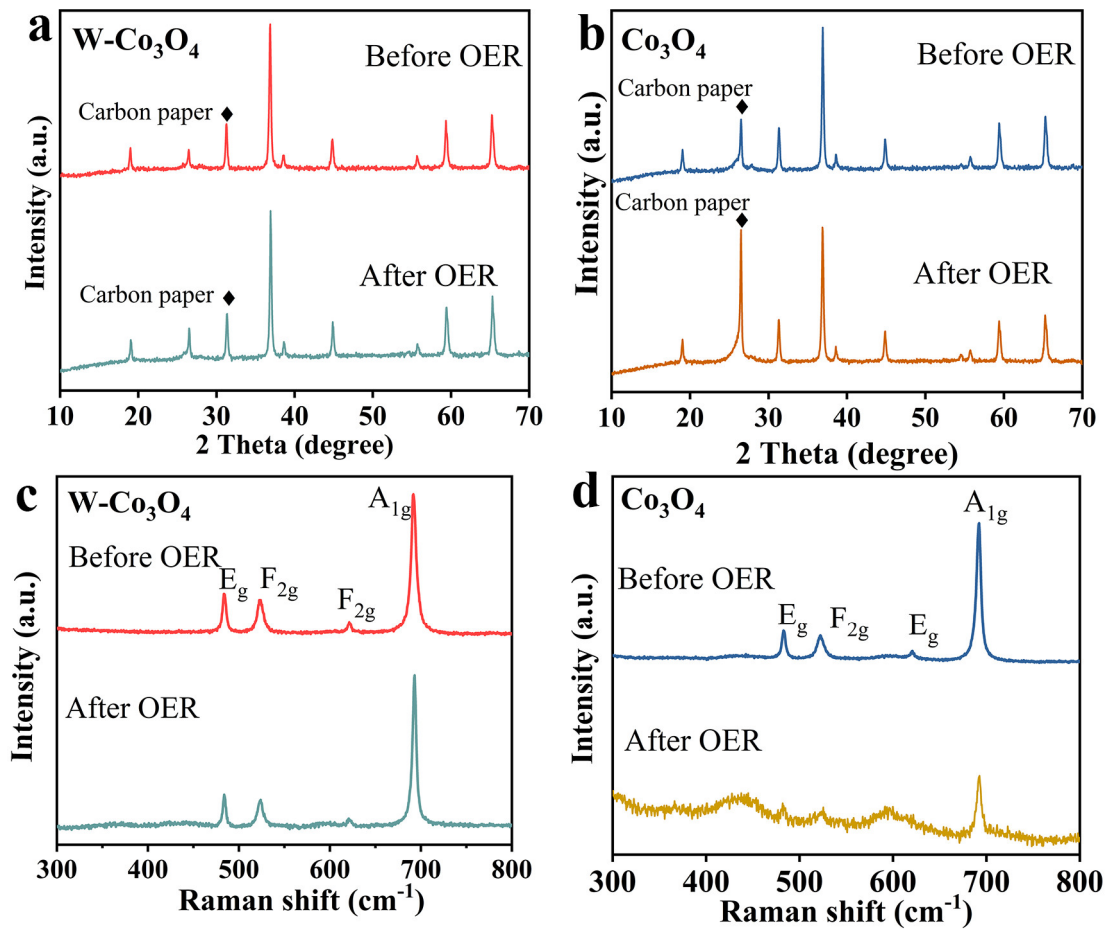 a
W-Co₃O₄
Before OER
Carbon paper ♦
After OER
Carbon paper ♦
Intensity (a.u.)
10 20 30 40 50 60 70
2 Theta (degree)
b
Co₃O₄
Before OER
Carbon paper
♦
Carbon paper
♦
After OER
Intensity (a.u.)
10 20 30 40 50 60 70
2 Theta (degree)
c
W-Co₃O₄
A1g
Before OER
Eg F2g
F2g
After OER
Intensity (a.u.)
300 400 500 600 700 800
Raman shift (cm⁻¹)
d
Co₃O₄
A1g
Before OER
Eg F2g Eg
After OER
Intensity (a.u.)
300 400 500 600 700 800
Raman shift (cm⁻¹)